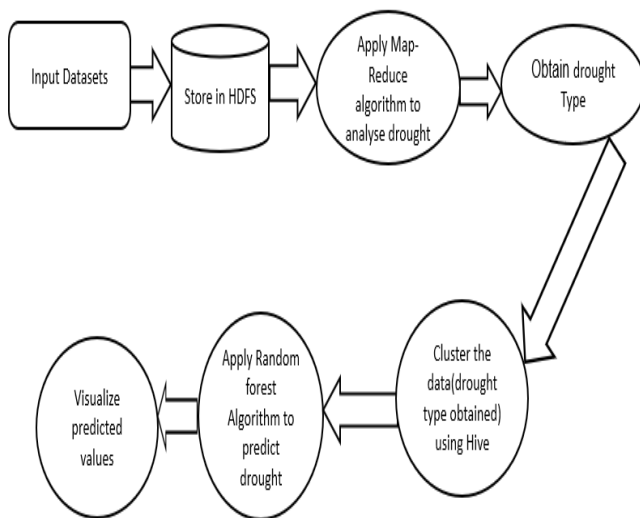 Input Datasets
Store in HDFS
Apply Map-
Reduce
algorithm to
analyse drought
Obtain drought
Type
Cluster the
data(drought
type obtained)
using Hive
Apply Random
forest
Algorithm to
predict
drought
Visualize
predicted
values